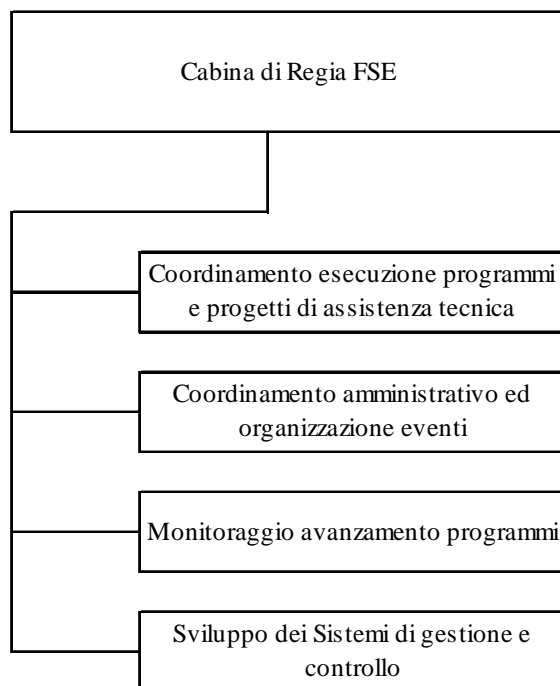 Cabina di Regia FSE
Coordinamento esecuzione programmi
e progetti di assistenza tecnica
Coordinamento amministrativo ed
organizzazione eventi
Monitoraggio avanzamento programmi
Sviluppo dei Sistemi di gestione e
controllo